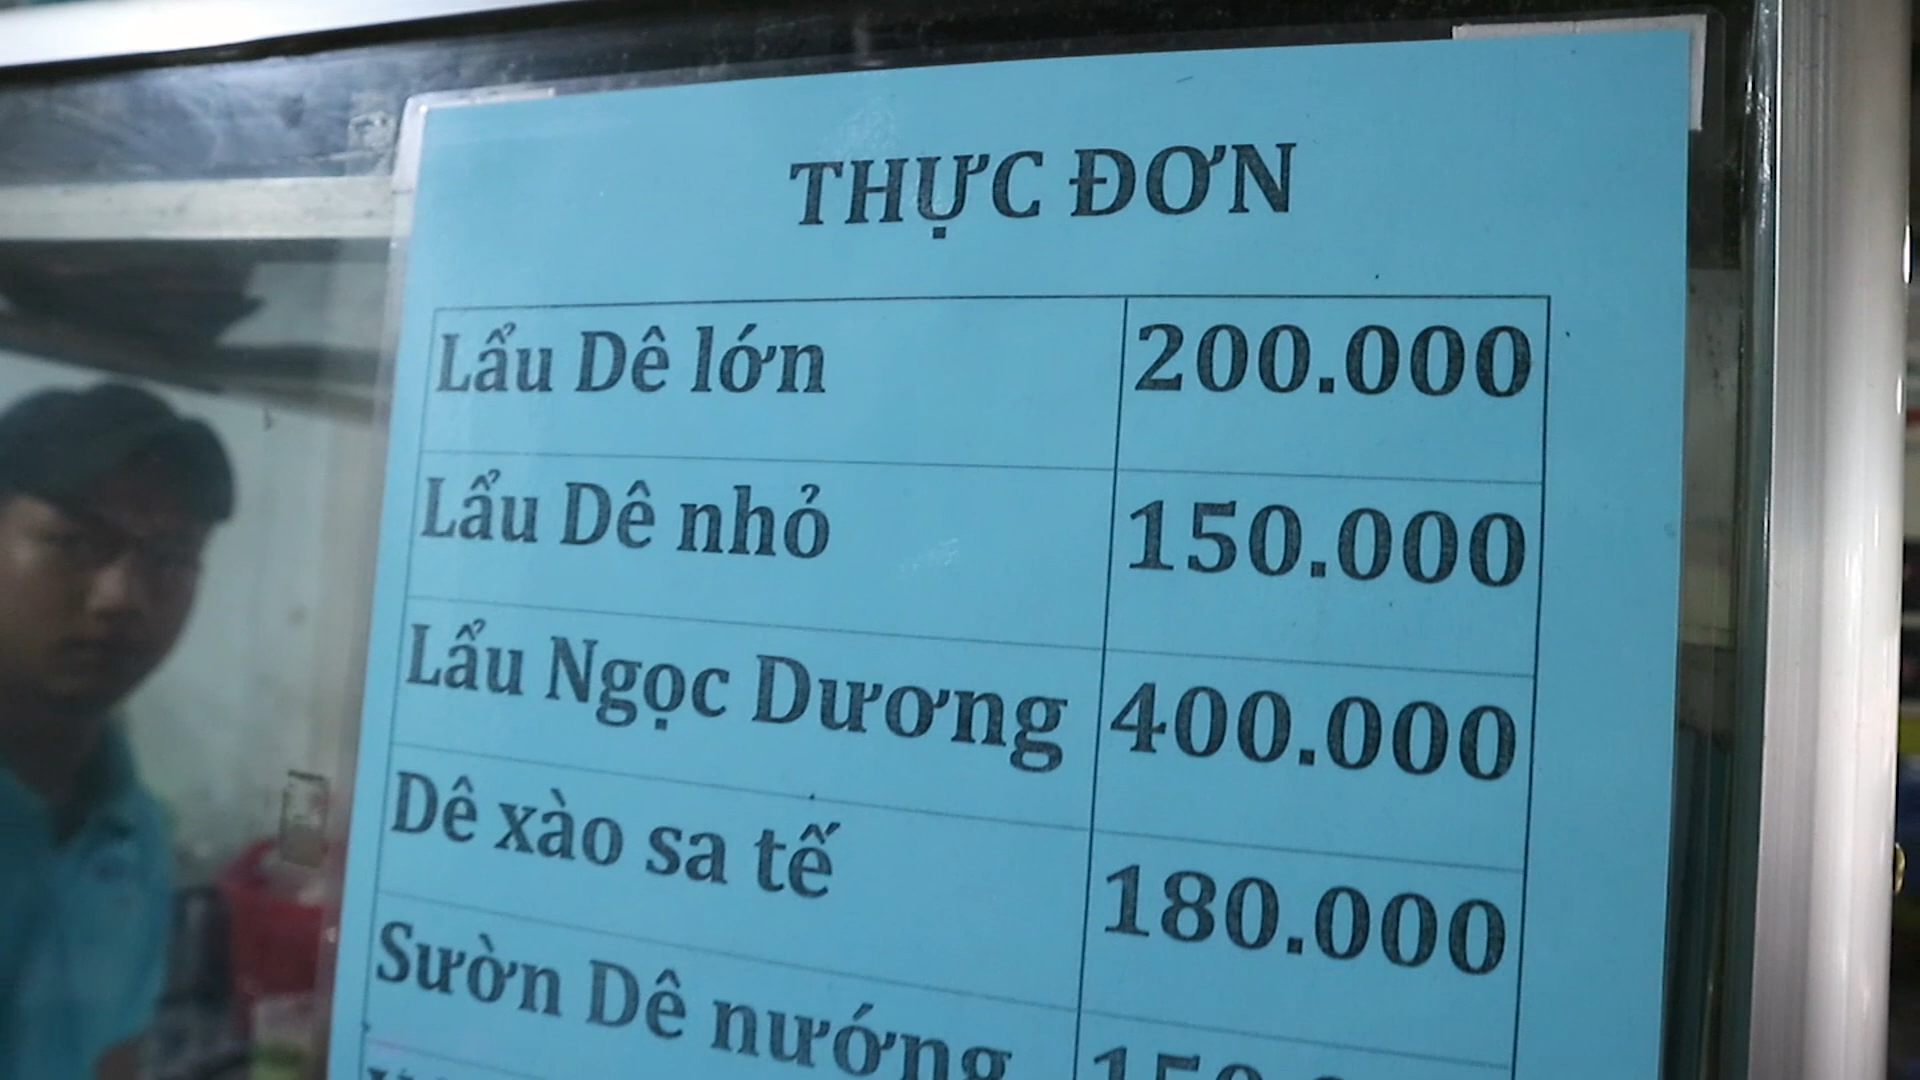 THỰC ĐƠN
Lẩu Dê lớn 200.000
Lẩu Dê nhỏ 150.000
Lẩu Ngọc Dương 400.000
Dê xào sa tế 180.000
Sườn Dê nướng